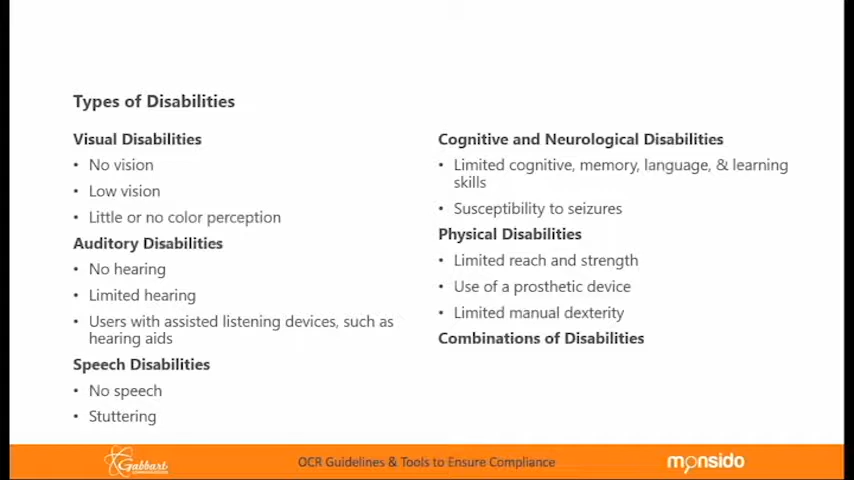 Types of Disabilities
Visual Disabilities
• No vision
• Low vision
• Little or no color perception
Auditory Disabilities
• No hearing
• Limited hearing
• Users with assisted listening devices, such as
hearing aids
Speech Disabilities
• No speech
• Stuttering
Cognitive and Neurological Disabilities
• Limited cognitive, memory, language, & learning
skills
• Susceptibility to seizures
Physical Disabilities
• Limited reach and strength
• Use of a prosthetic device
• Limited manual dexterity
Combinations of Disabilities
Gabbart
OCR Guidelines & Tools to Ensure Compliance
monsido